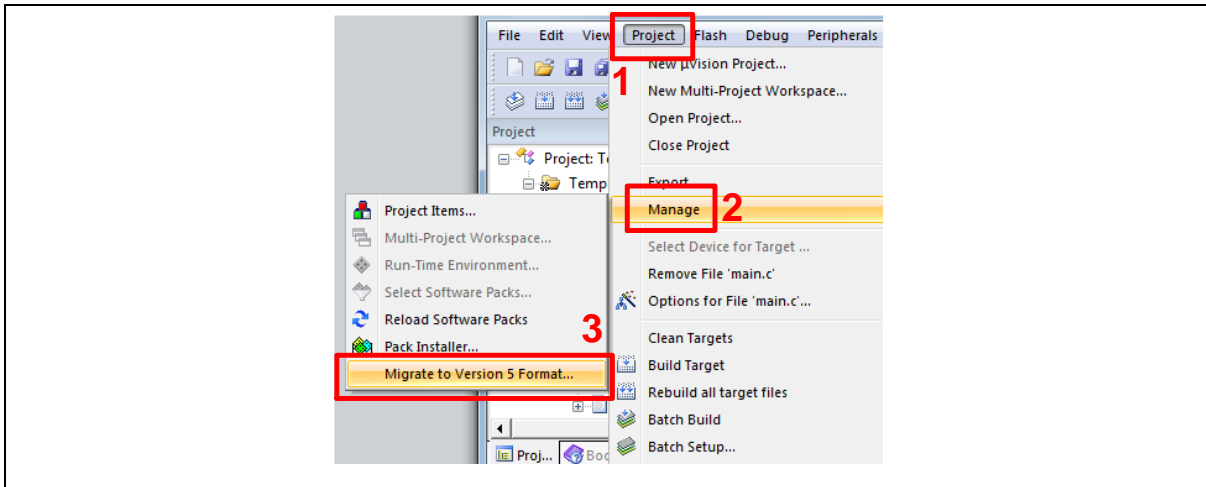 File Edit View Project Flash Debug Peripherals
1
New µVision Project...
New Multi-Project Workspace...
Open Project...
Close Project
Project
Project:
Export
Manage 2
Select Device for Target ...
Remove File 'main.c'
Options for File 'main.c'...
Clean Targets
Build Target
Rebuild all target files
Batch Build
Batch Setup...
Project Items...
Multi-Project Workspace...
Run-Time Environment...
Select Software Packs...
Reload Software Packs
3
Pack Installer...
Migrate to Version 5 Format...
Proj...